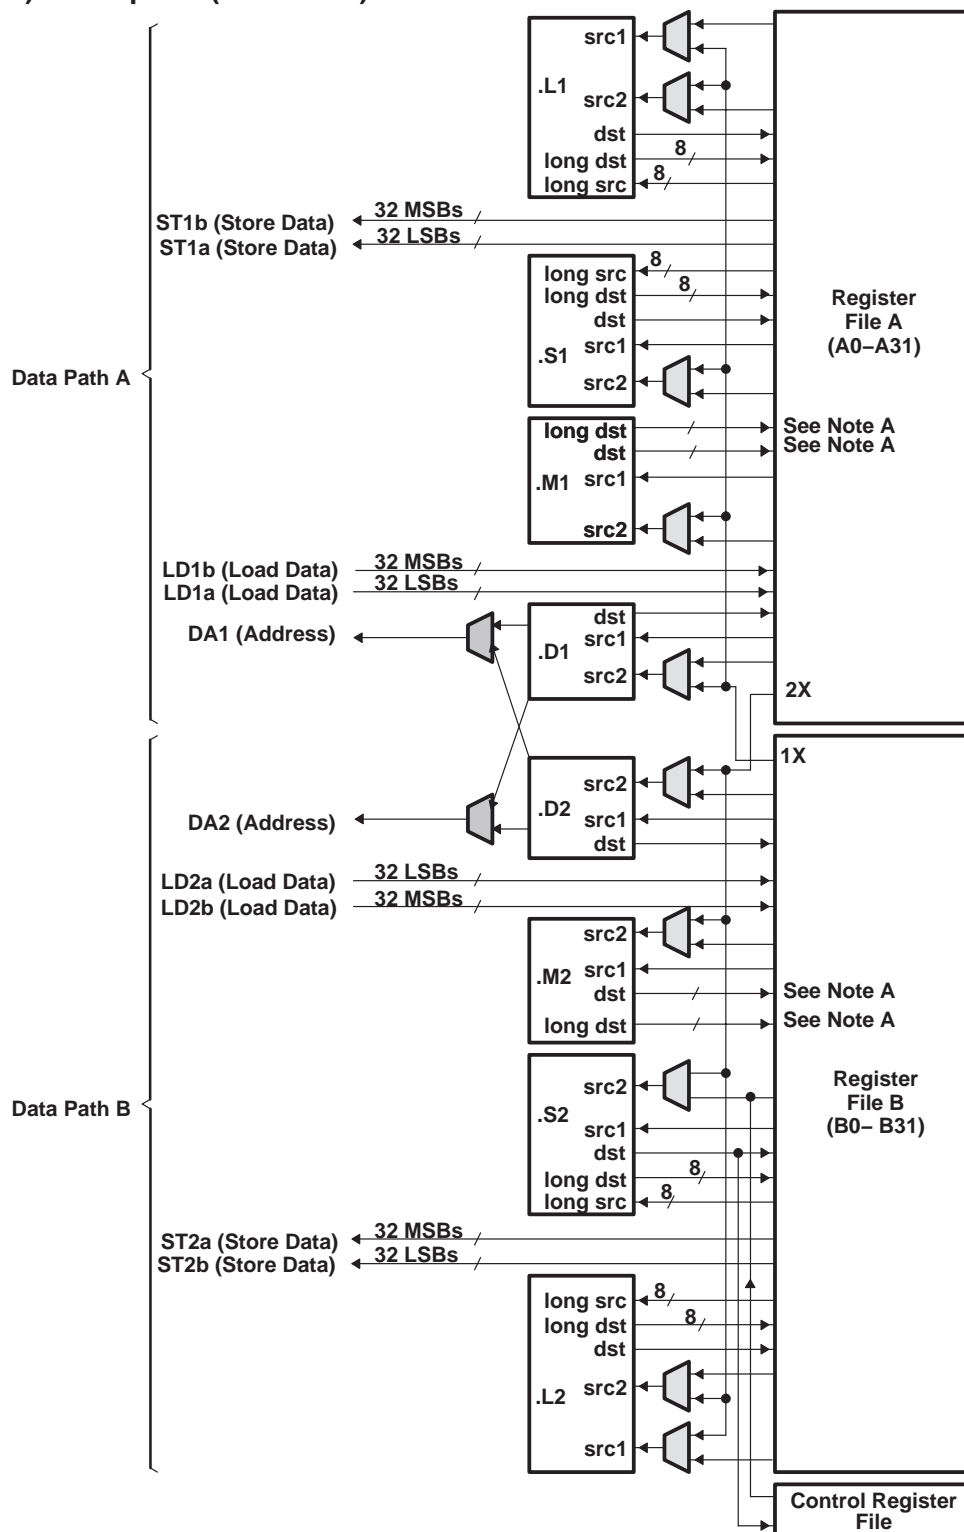 src1
.L1
src2
dst
long dst
8
long src
8
ST1b (Store Data)
32 MSBs
ST1a (Store Data)
32 LSBs
long src
8
long dst
8
dst
.S1
src1
src2
Register
File A
(A0–A31)
Data Path A
long dst
See Note A
dst
See Note A
.M1
src1
src2
LD1b (Load Data)
32 MSBs
LD1a (Load Data)
32 LSBs
DA1 (Address)
dst
src1
.D1
src2
2X
1X
src2
.D2
src1
dst
DA2 (Address)
LD2a (Load Data)
32 LSBs
LD2b (Load Data)
32 MSBs
src2
src1
.M2
dst
See Note A
long dst
See Note A
src2
.S2
src1
dst
long dst
8
long src
8
Register
File B
(B0– B31)
Data Path B
ST2a (Store Data)
32 MSBs
ST2b (Store Data)
32 LSBs
long src
8
long dst
8
dst
.L2
src2
src1
Control Register
File